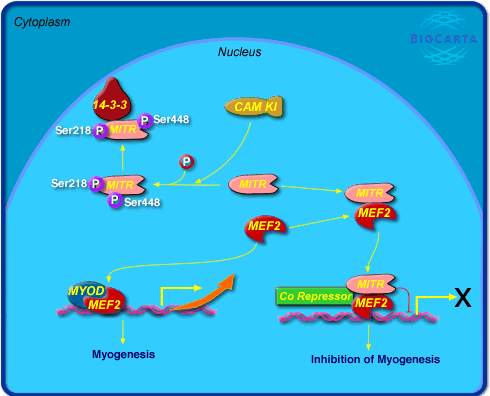 Cytoplasm
BIOCARTA
Nucleus
14-3-3
CAM KI
Ser448
P
Ser218 P MITR
P
Ser218 P MITR
MITR
MITR
P
Ser448
MEF2
MEF2
MYOD
MEF2
MITR
Co Repressor
MEF2
X
Myogenesis
Inhibition of Myogenesis